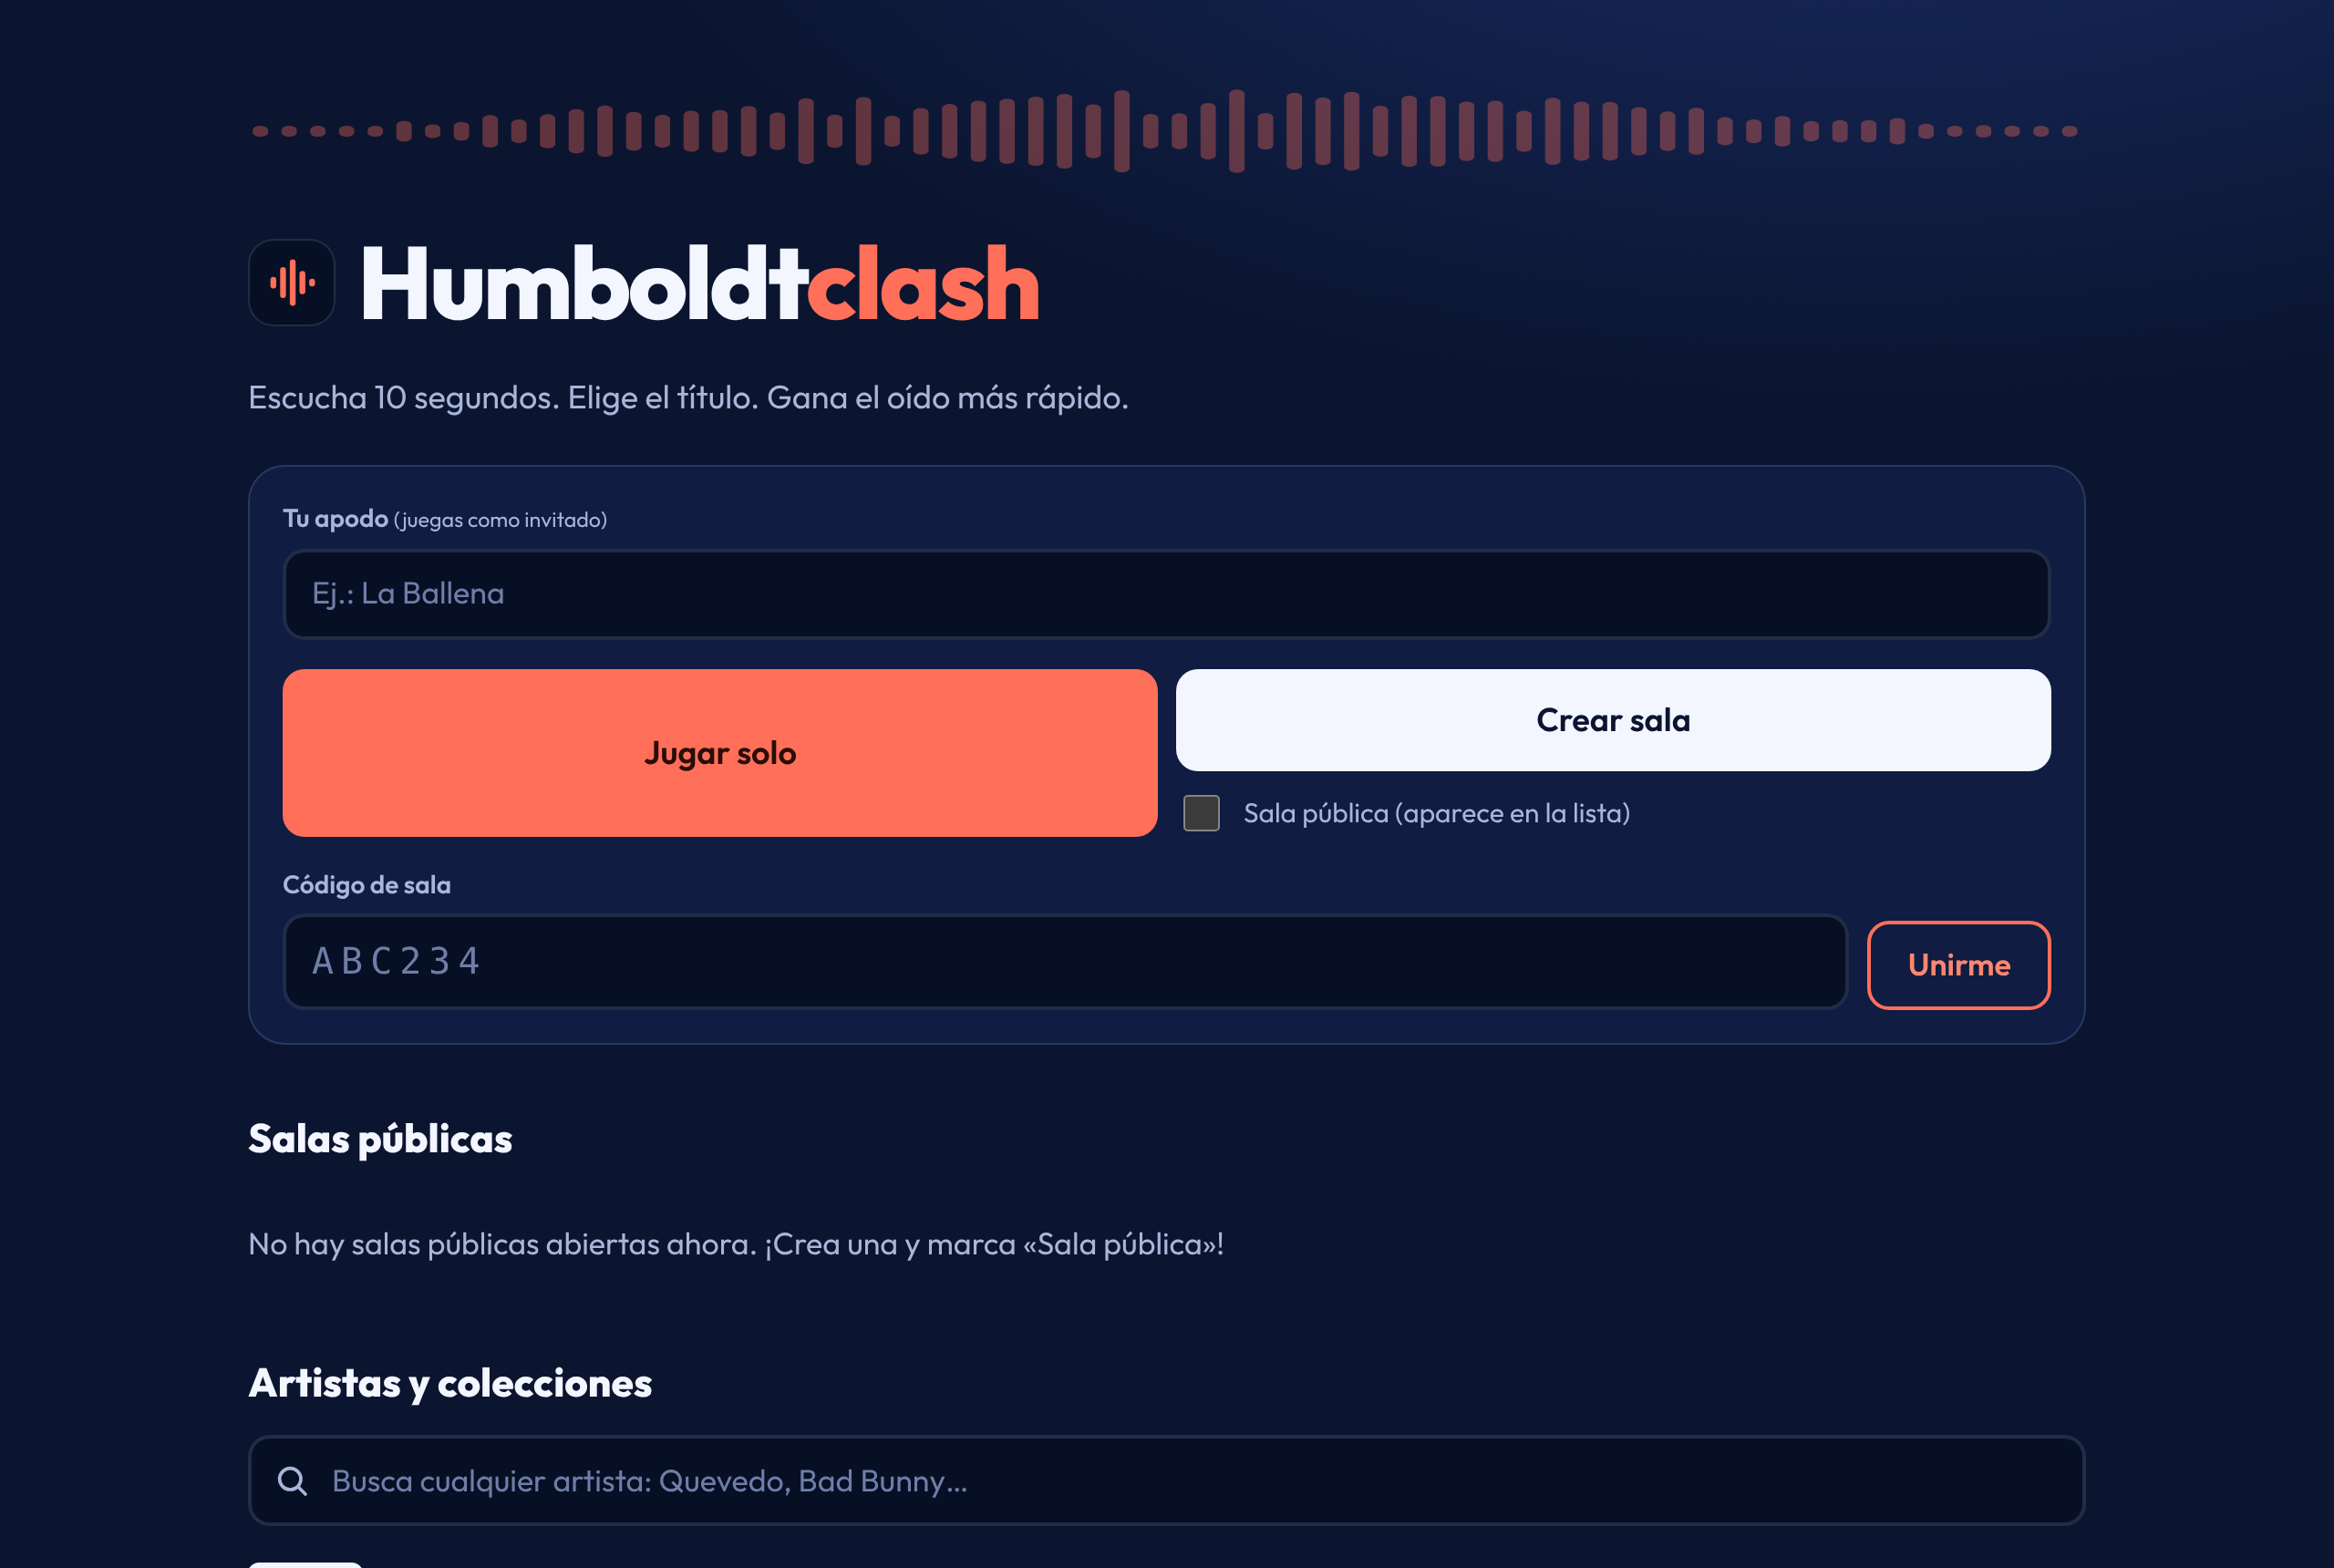 Humboldtclash
Escucha 10 segundos. Elige el título. Gana el oído más rápido.
Tu apodo (juegas como invitado)
Ej.: La Ballena
Jugar solo
Crear sala
Sala pública (aparece en la lista)
Código de sala
ABC234
Unirme
Salas públicas
No hay salas públicas abiertas ahora. ¡Crea una y marca «Sala pública»!
Artistas y colecciones
Busca cualquier artista: Quevedo, Bad Bunny...